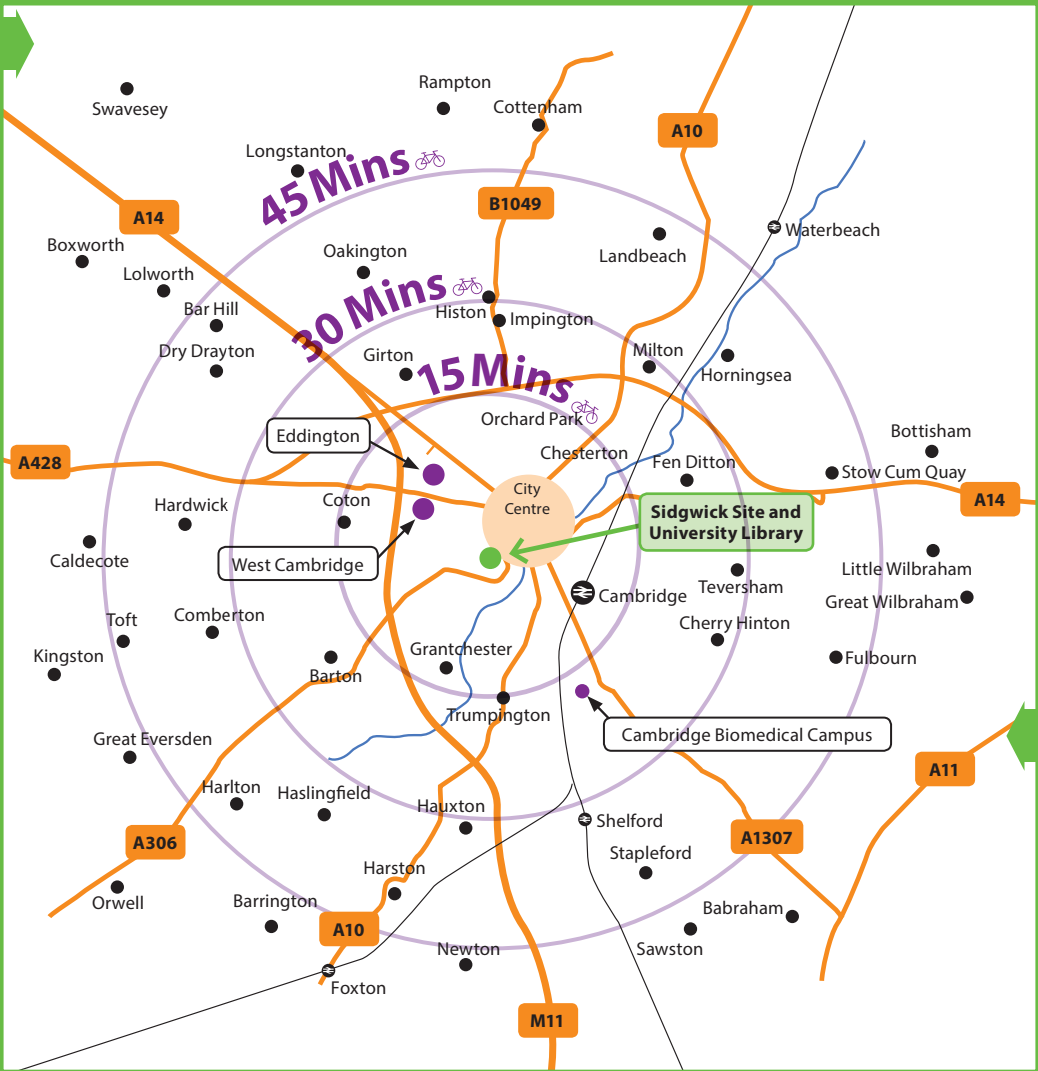 Rampton
Swavesey
Cottenham
A10
Longstanton
45 Mins
B1049
A14
Waterbeach
Boxworth
Oakington
Landbeach
Lolworth
30 Mins
Bar Hill
Histon
Impington
Dry Drayton
Girton
Milton
15 Mins
Horningsea
Orchard Park
Eddington
Bottisham
Chesterton
A428
Fen Ditton
Stow Cum Quay
City
Centre
Coton
Hardwick
A14
Sidgwick Site and
University Library
Caldecote
West Cambridge
Little Wilbraham
Teversham
Cambridge
Great Wilbraham
Toft
Comberton
Cherry Hinton
Kingston
Grantchester
Fulbourn
Barton
Trumpington
Cambridge Biomedical Campus
Great Eversden
A11
Harlton
Haslingfield
Hauxton
Shelford
A306
A1307
Stapleford
Harston
Orwell
Barrington
Babraham
A10
Newton
Sawston
Foxton
M11